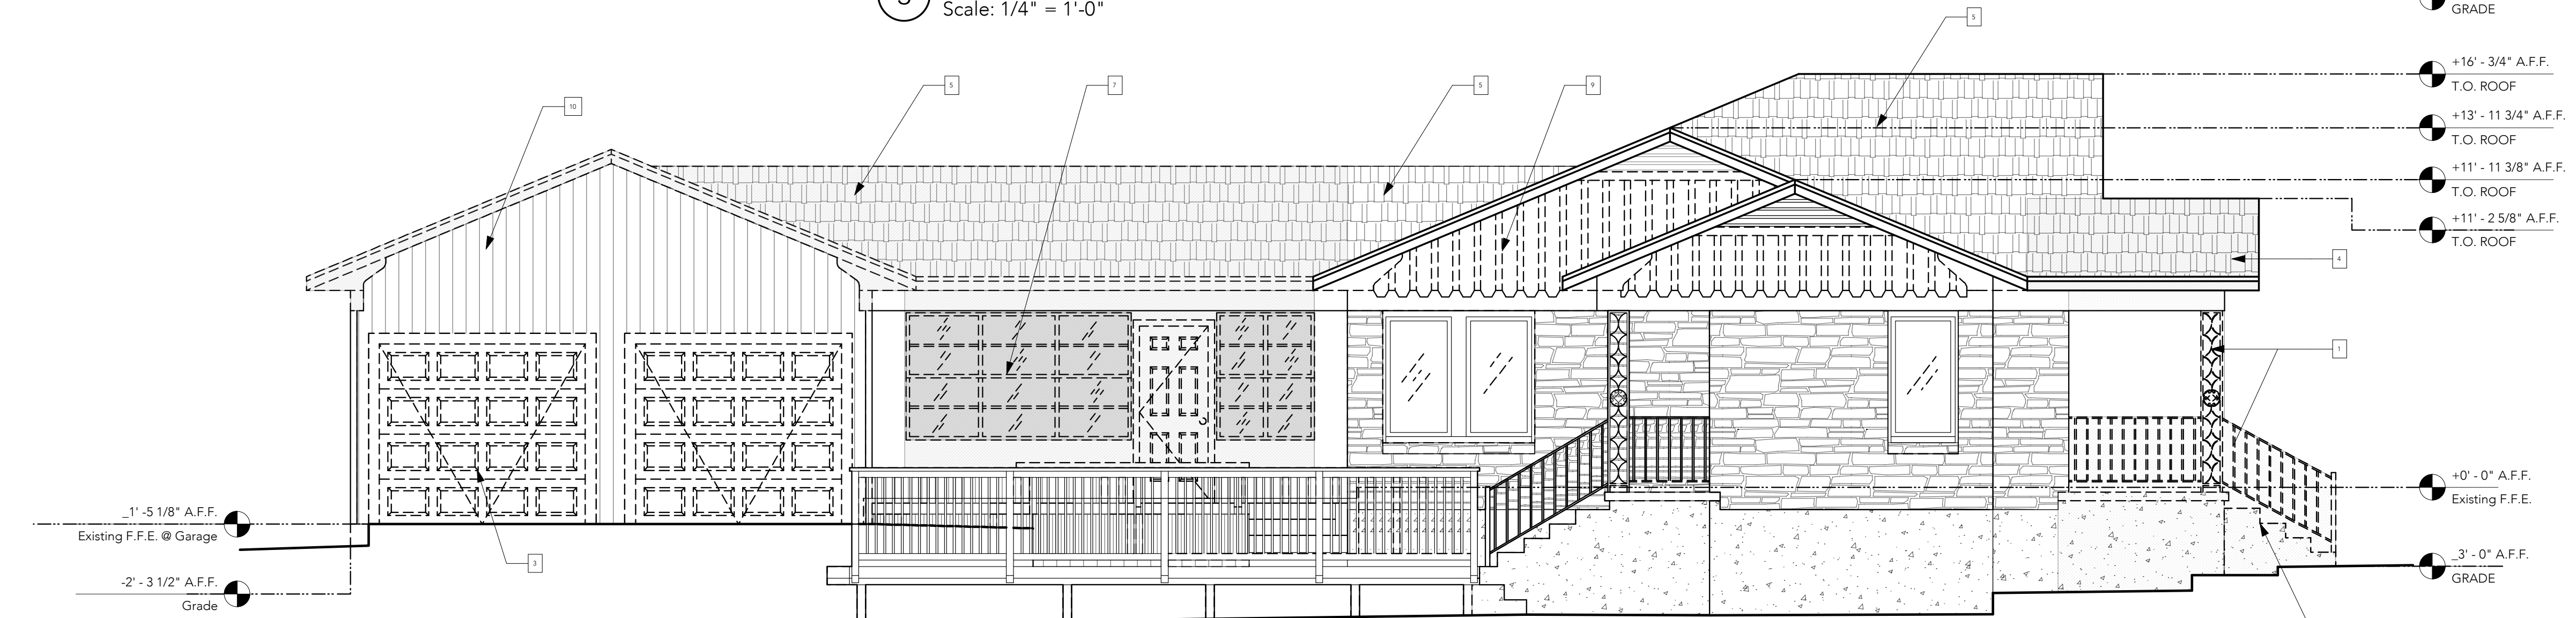 Scale: 1/4" = 1'-0"
GRADE
5
+16' - 3/4" A.F.F.
T.O. ROOF
5
7
5
9
10
+13' - 11 3/4" A.F.F.
T.O. ROOF
+11' - 11 3/8" A.F.F.
T.O. ROOF
+11' - 2 5/8" A.F.F.
T.O. ROOF
4
1
+0' - 0" A.F.F.
Existing F.F.E.
_1' -5 1/8" A.F.F.
Existing F.F.E. @ Garage
3
_3' - 0" A.F.F.
GRADE
-2' - 3 1/2" A.F.F.
Grade